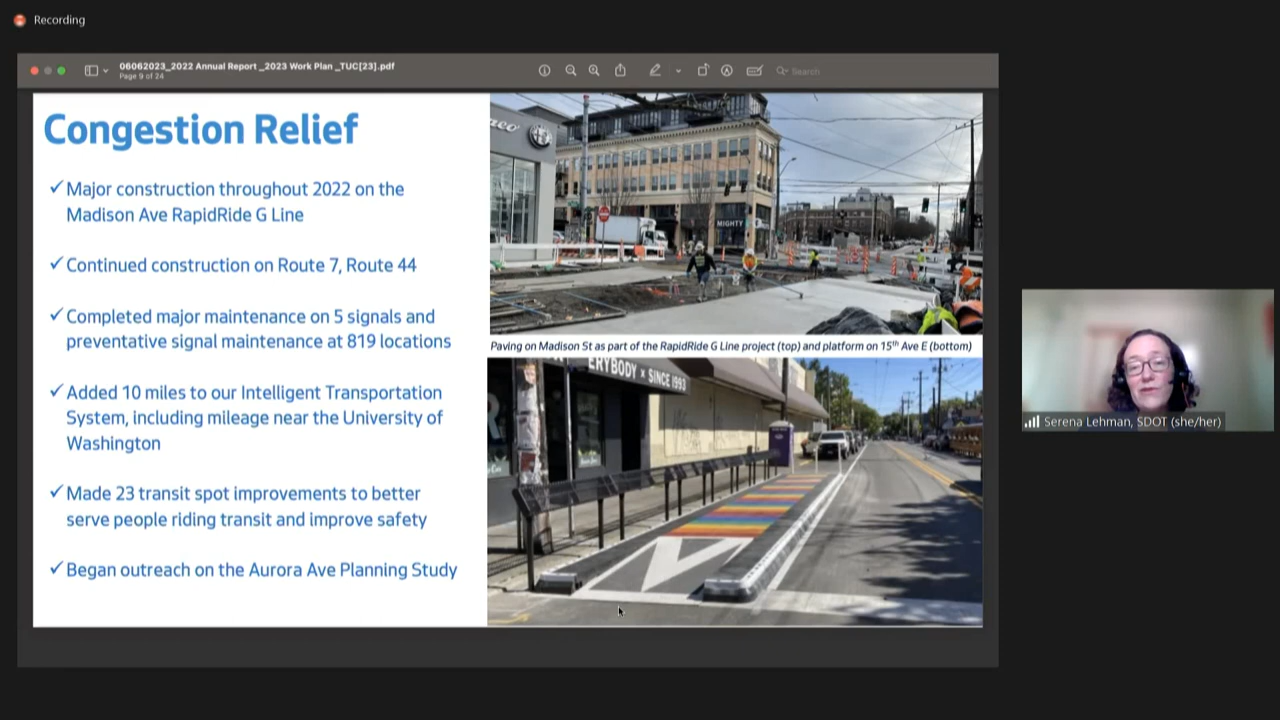 Recording
06062023_2022 Annual Report _2023 Work Plan _TUC[23].pdf
Page 9 of 24
Search
Congestion Relief
✓ Major construction throughout 2022 on the
Madison Ave RapidRide G Line
✓ Continued construction on Route 7, Route 44
✓ Completed major maintenance on 5 signals and
preventative signal maintenance at 819 locations
✓ Added 10 miles to our Intelligent Transportation
System, including mileage near the University of
Washington
✓ Made 23 transit spot improvements to better
serve people riding transit and improve safety
✓ Began outreach on the Aurora Ave Planning Study
MIGHTY
Paving on Madison St as part of the RapidRide G Line project (top) and platform on 15th Ave E (bottom)
ERYBODY x SINCE 1993
Serena Lehman, SDOT (she/her)